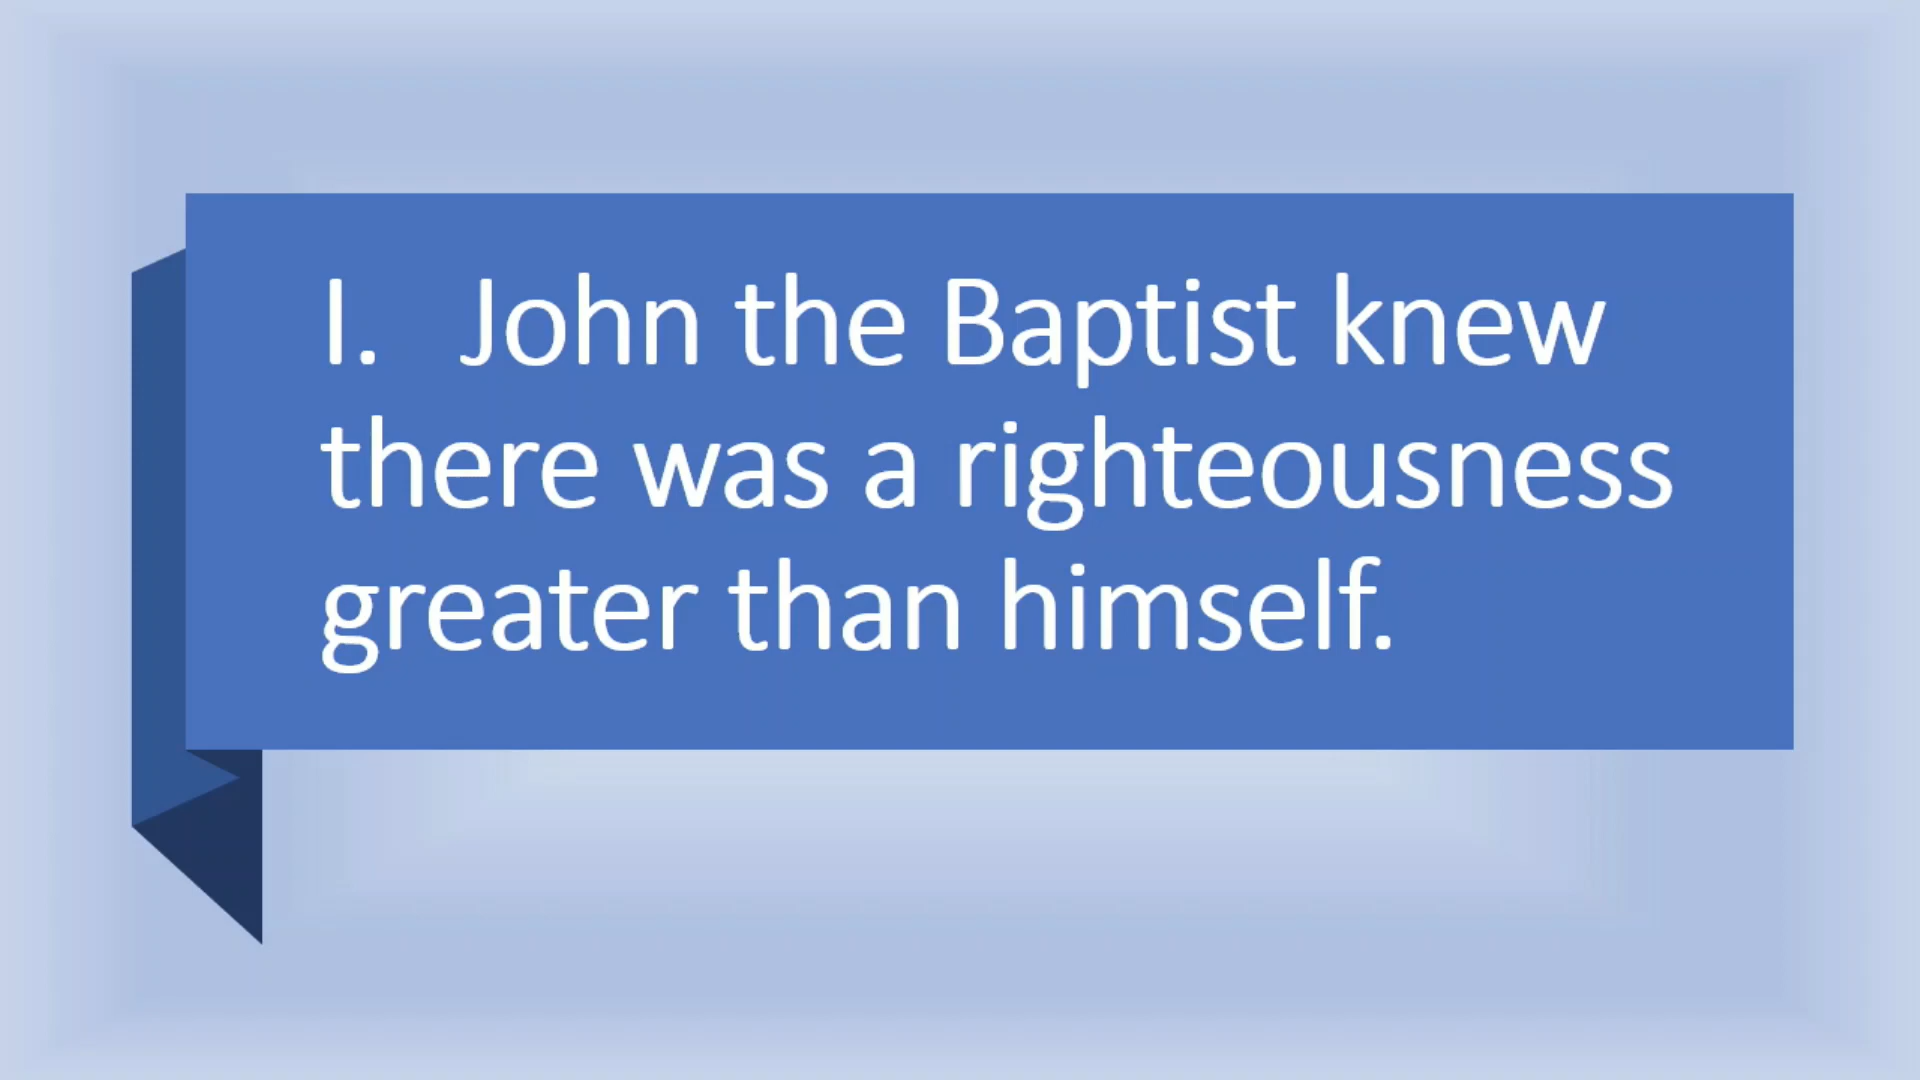 I. John the Baptist knew
there was a righteousness
greater than himself.